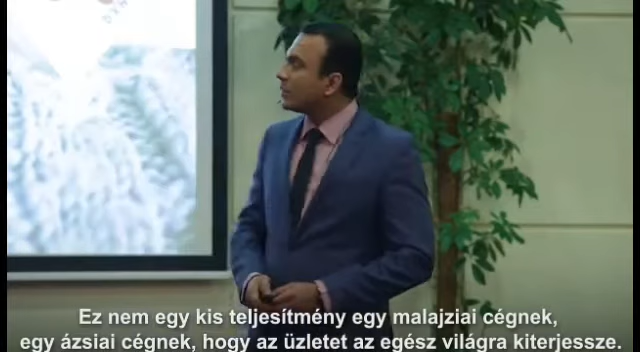 Ez nem egy kis teljesítmény egy malajziai cégnek,
egy ázsiai cégnek, hogy az üzletet az egész világra kiterjessze.